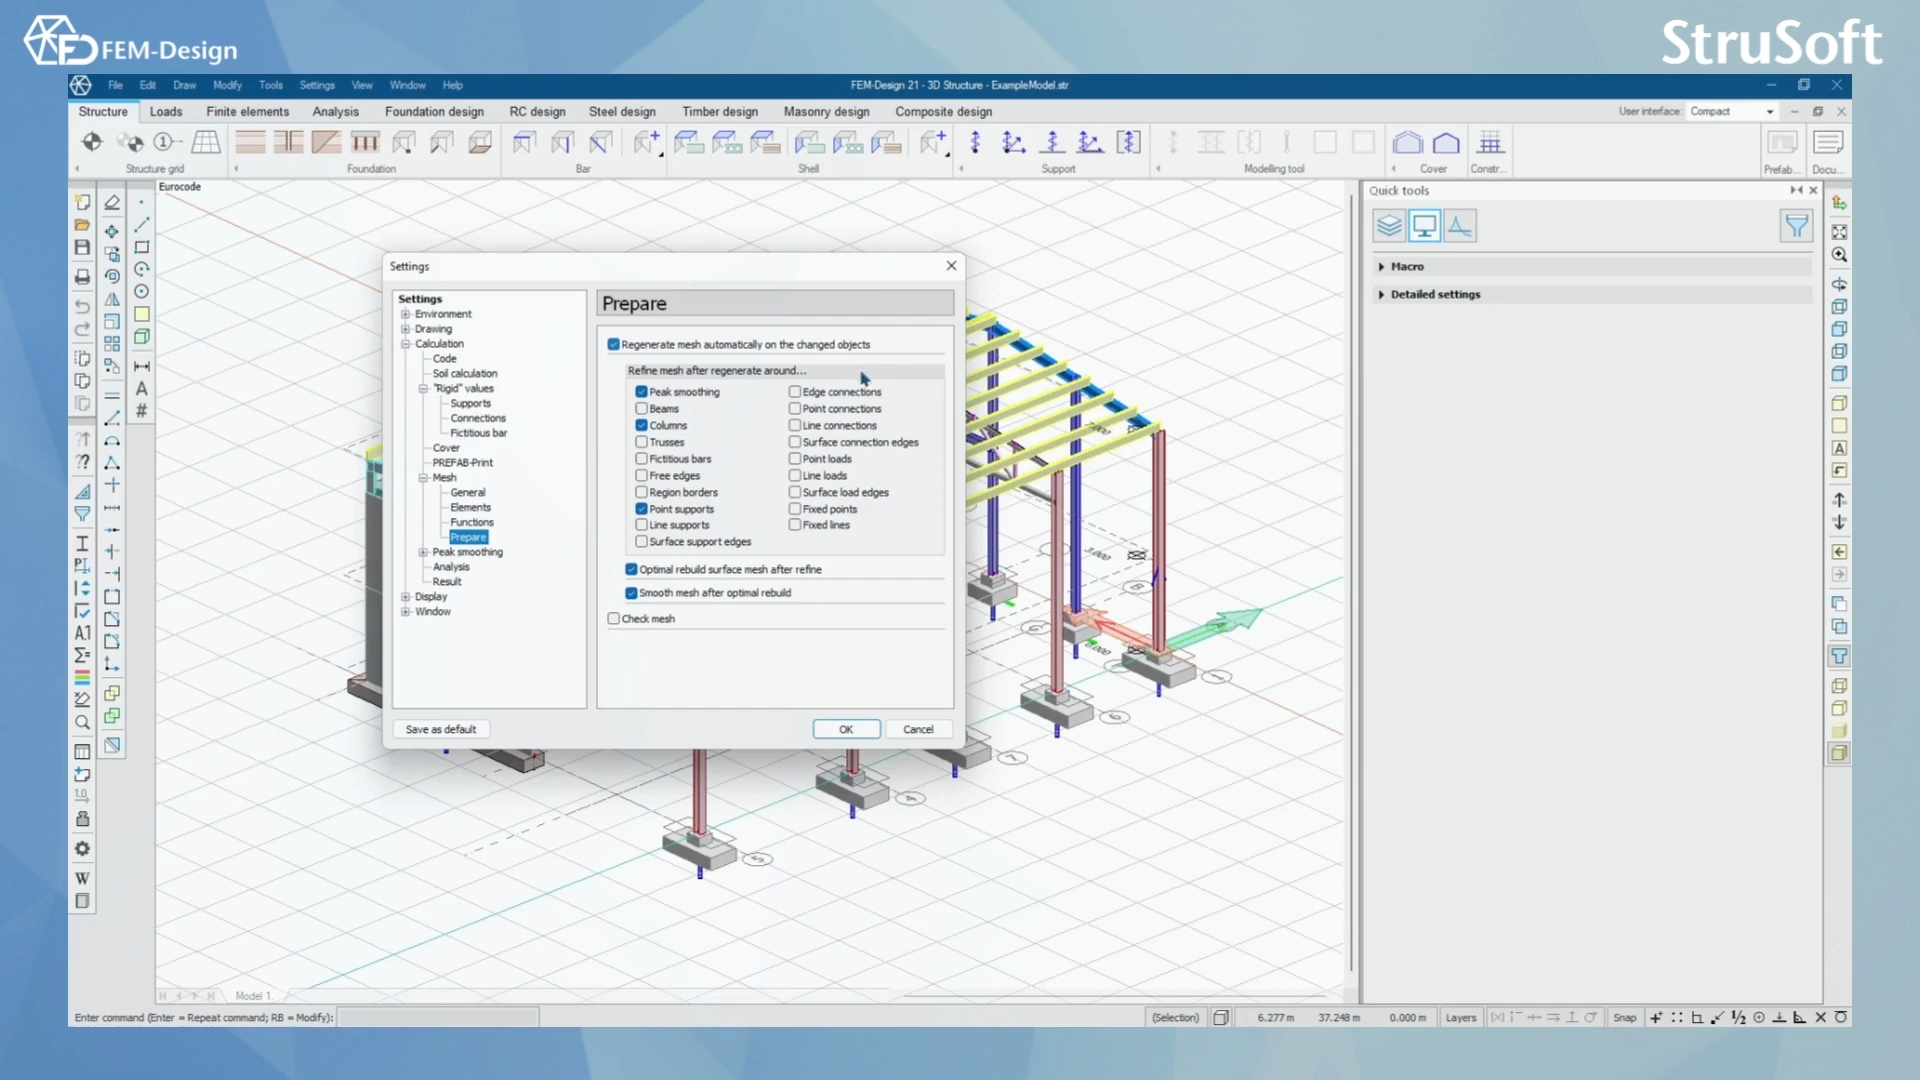 FEM-Design
StruSoft
File Edit Draw Modify Tools Settings View Window Help
FEM-Design 21 - 3D Structure - ExampleModel.str
Structure Loads Finite elements Analysis Foundation design RC design Steel design Timber design Masonry design Composite design
User interface: Compact
Structure grid Foundation Bar Shell Support Modelling tool Cover Constr... Prefab... Docu...
Eurocode
Quick tools
Macro
Detailed settings
Settings
Settings
Environment
Drawing
Calculation
Code
Soil calculation
"Rigid" values
Supports
Connections
Fictitious bar
Cover
PREFAB-Print
Mesh
General
Elements
Functions
Prepare
Peak smoothing
Analysis
Result
Display
Window
Prepare
Regenerate mesh automatically on the changed objects
Refine mesh after regenerate around...
Peak smoothing Edge connections
Beams Point connections
Columns Line connections
Trusses Surface connection edges
Fictitious bars Point loads
Free edges Line loads
Region borders Surface load edges
Point supports Fixed points
Line supports Fixed lines
Surface support edges
Optimal rebuild surface mesh after refine
Smooth mesh after optimal rebuild
Check mesh
Save as default OK Cancel
Model 1
Enter command (Enter = Repeat command; RB = Modify):
(Selection) 6.277 m 37.248 m 0.000 m Layers Snap